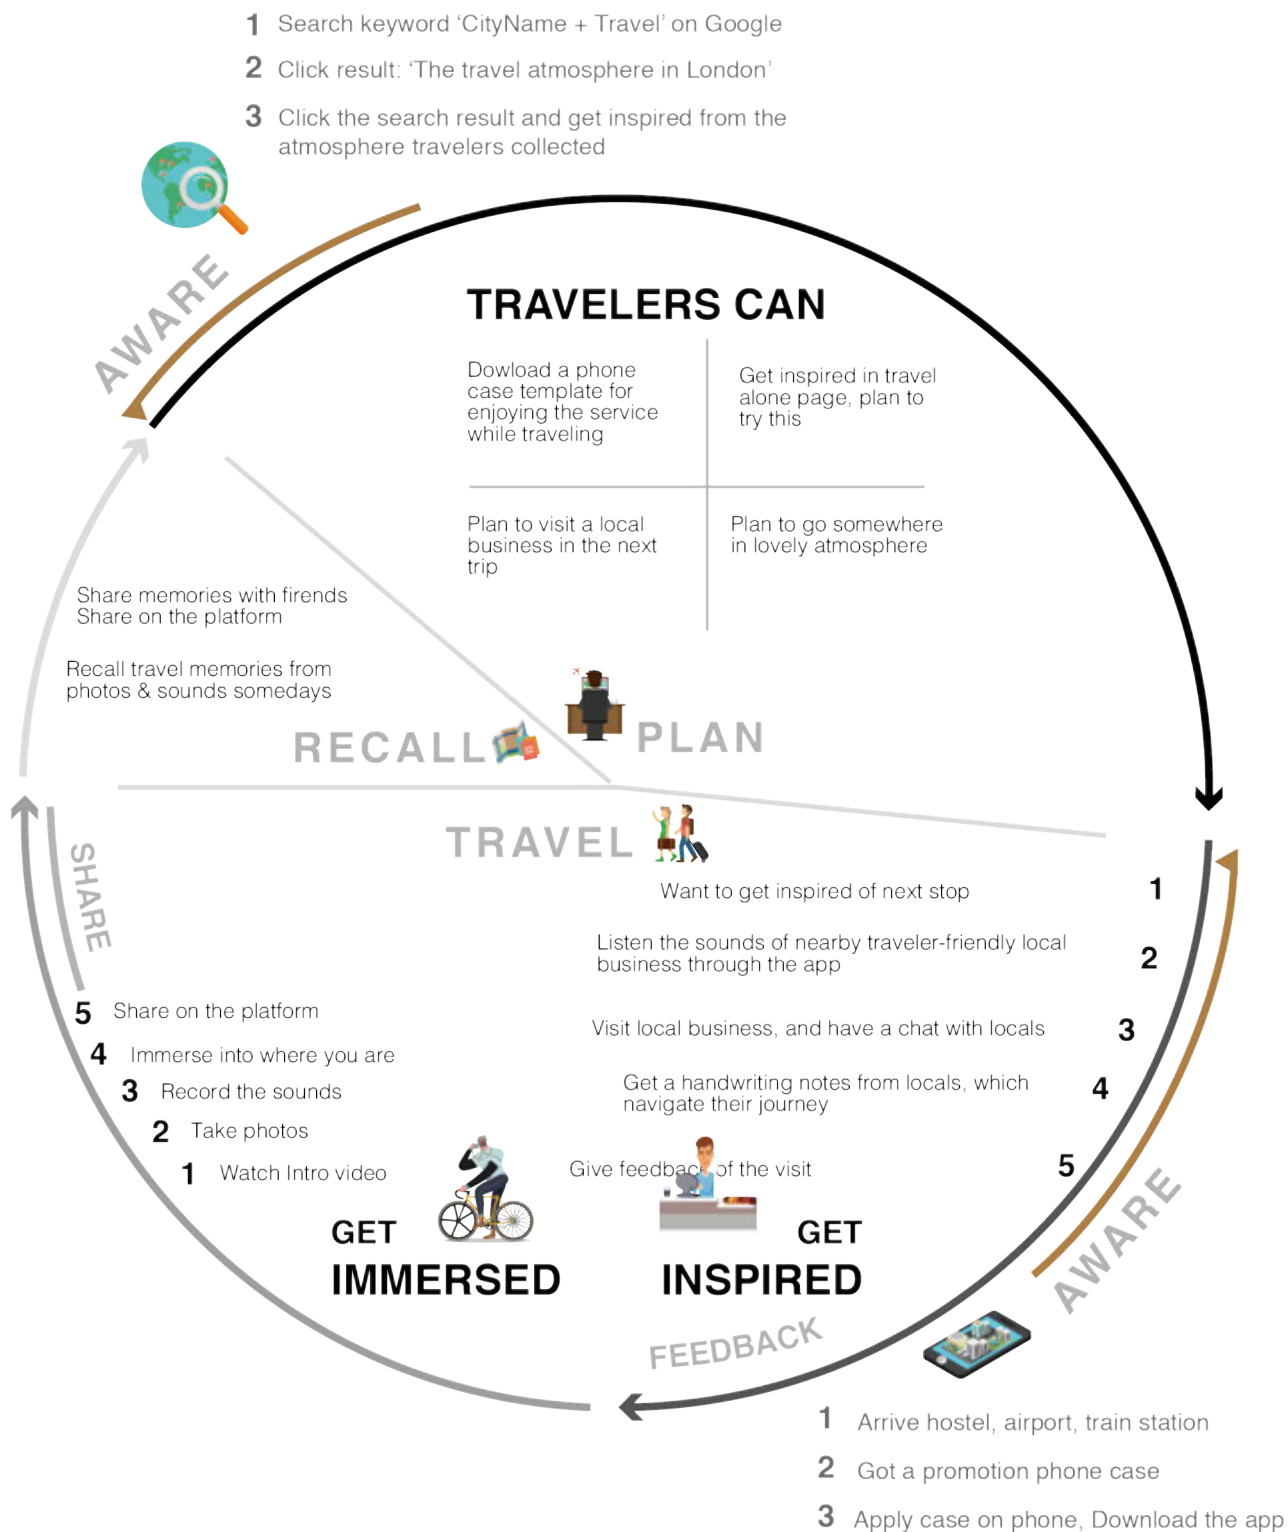 1 Search keyword ‘CityName + Travel’ on Google
2 Click result: ‘The travel atmosphere in London’
3 Click the search result and get inspired from the
atmosphere travelers collected
AWARE
TRAVELERS CAN
Dowload a phone
case template for
enjoying the service
while traveling
Get inspired in travel
alone page, plan to
try this
Plan to visit a local
business in the next
trip
Plan to go somewhere
in lovely atmosphere
Share memories with firends
Share on the platform
Recall travel memories from
photos & sounds somedays
RECALL
PLAN
TRAVEL
SHARE
Want to get inspired of next stop 1
Listen the sounds of nearby traveler-friendly local
business through the app
2
Visit local business, and have a chat with locals 3
Get a handwriting notes from locals, which
navigate their journey
4
Give feedback of the visit 5
5 Share on the platform
4 Immerse into where you are
3 Record the sounds
2 Take photos
1 Watch Intro video
GET
IMMERSED
GET
INSPIRED
FEEDBACK
AWARE
1 Arrive hostel, airport, train station
2 Got a promotion phone case
3 Apply case on phone, Download the app